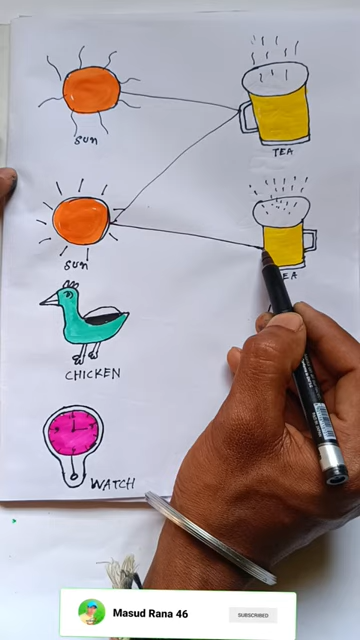 SUN
TEA
SUN
CHICKEN
WATCH
Masud Rana 46
SUBSCRIBED